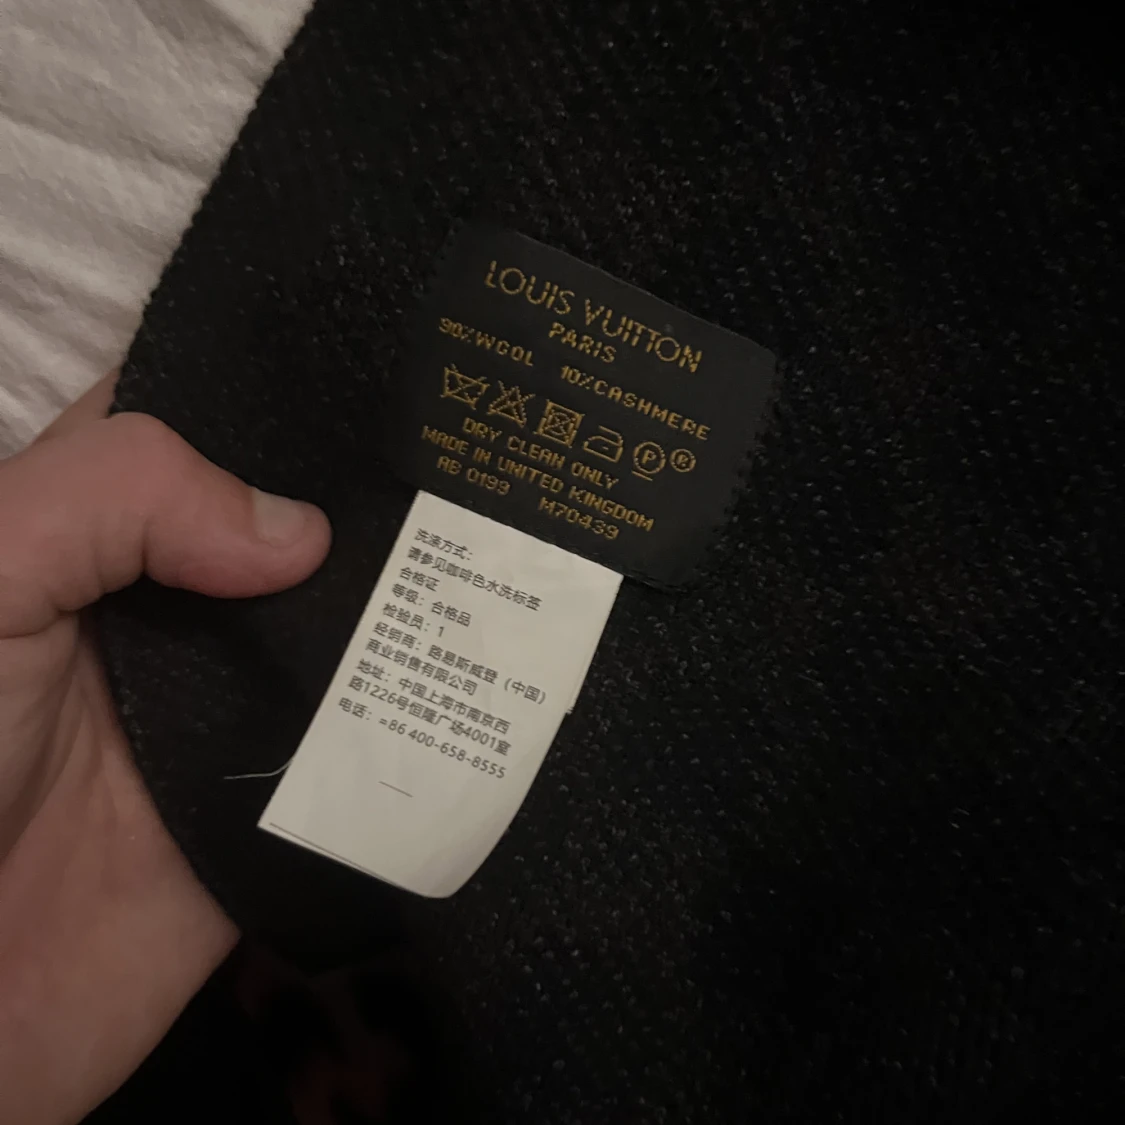 LOUIS VUITTON
PARIS
90%WOOL 10%CASHMERE
P ®
DRY CLEAN ONLY
MADE IN UNITED KINGDOM
AB 0199 M70439
洗涤方式：
请参见咖啡色水洗标签
合格证
等级：合格品
检验员：1
经销商：路易斯威登（中国）
商业销售有限公司
地址：中国上海市南京西
路1226号恒隆广场4001室
电话：=86 400-658-8555